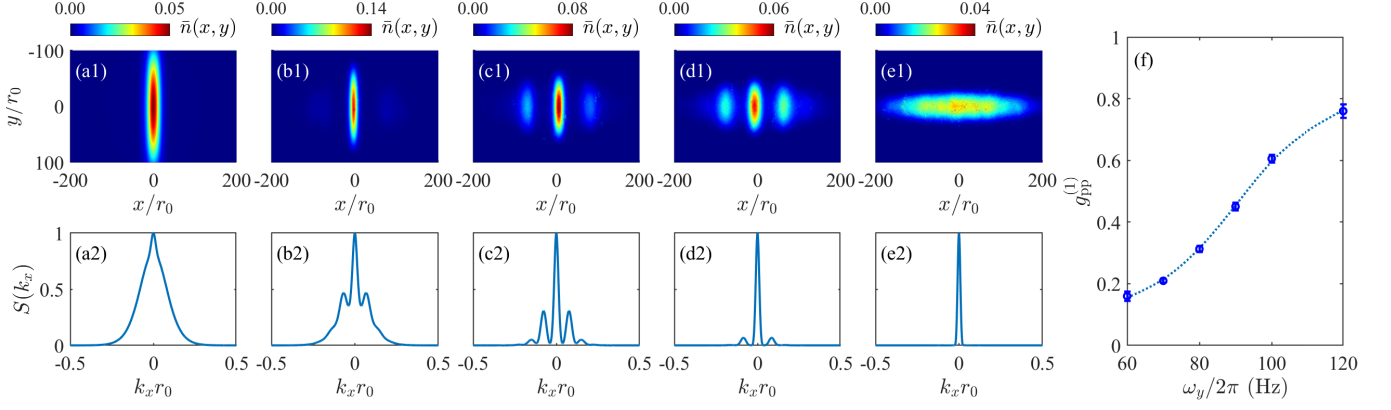 0.00 0.05 n̄(x, y) 0.00 0.14 n̄(x, y) 0.00 0.08 n̄(x, y) 0.00 0.06 n̄(x, y) 0.00 0.04 n̄(x, y)
(a1) (b1) (c1) (d1) (e1)
y/r₀ -100 0 100
-200 0 200 -200 0 200 -200 0 200 -200 0 200 -200 0 200
x/r₀ x/r₀ x/r₀ x/r₀ x/r₀
(a2) (b2) (c2) (d2) (e2)
S(kₓ) 1 0.5 0
-0.5 0 0.5 -0.5 0 0.5 -0.5 0 0.5 -0.5 0 0.5 -0.5 0 0.5
kₓr₀ kₓr₀ kₓr₀ kₓr₀ kₓr₀
(f)
g_pp^(1) 1 0.8 0.6 0.4 0.2 0
60 80 100 120
ω_y/2π (Hz)